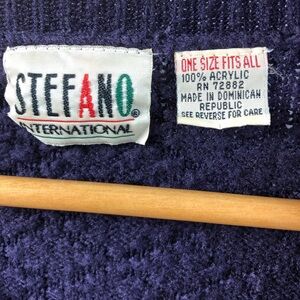 STEFANO®
INTERNATIONAL
ONE SIZE FITS ALL
100% ACRYLIC
RN 72882
MADE IN DOMINICAN
REPUBLIC
SEE REVERSE FOR CARE